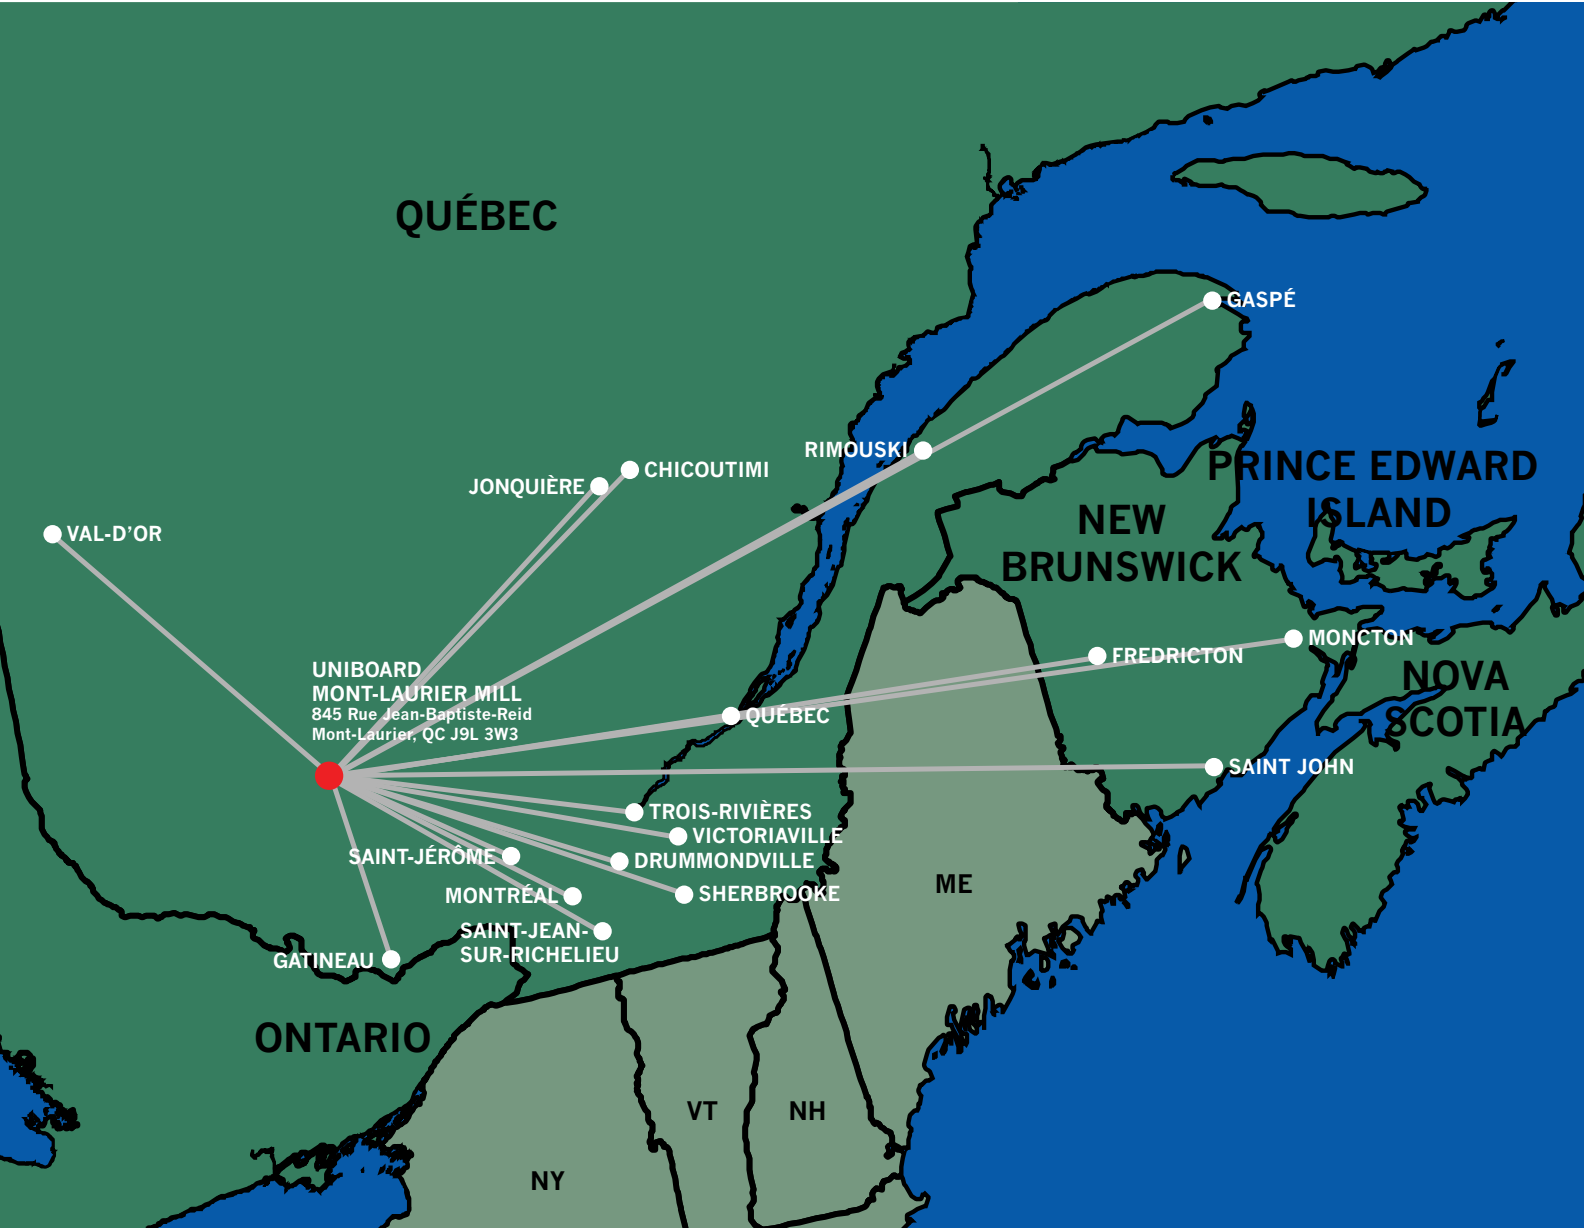 QUÉBEC
GASPÉ
RIMOUSKI
CHICOUTIMI
JONQUIÈRE
PRINCE EDWARD
ISLAND
VAL-D’OR
NEW
BRUNSWICK
MONCTON
FREDRICTON
UNIBOARD
MONT-LAURIER MILL
845 Rue Jean-Baptiste-Reid
Mont-Laurier, QC J9L 3W3
NOVA
SCOTIA
QUÉBEC
SAINT JOHN
TROIS-RIVIÈRES
VICTORIAVILLE
SAINT-JÉRÔME
DRUMMONDVILLE
MONTRÉAL
SHERBROOKE
ME
SAINT-JEAN-
SUR-RICHELIEU
GATINEAU
ONTARIO
VT
NH
NY